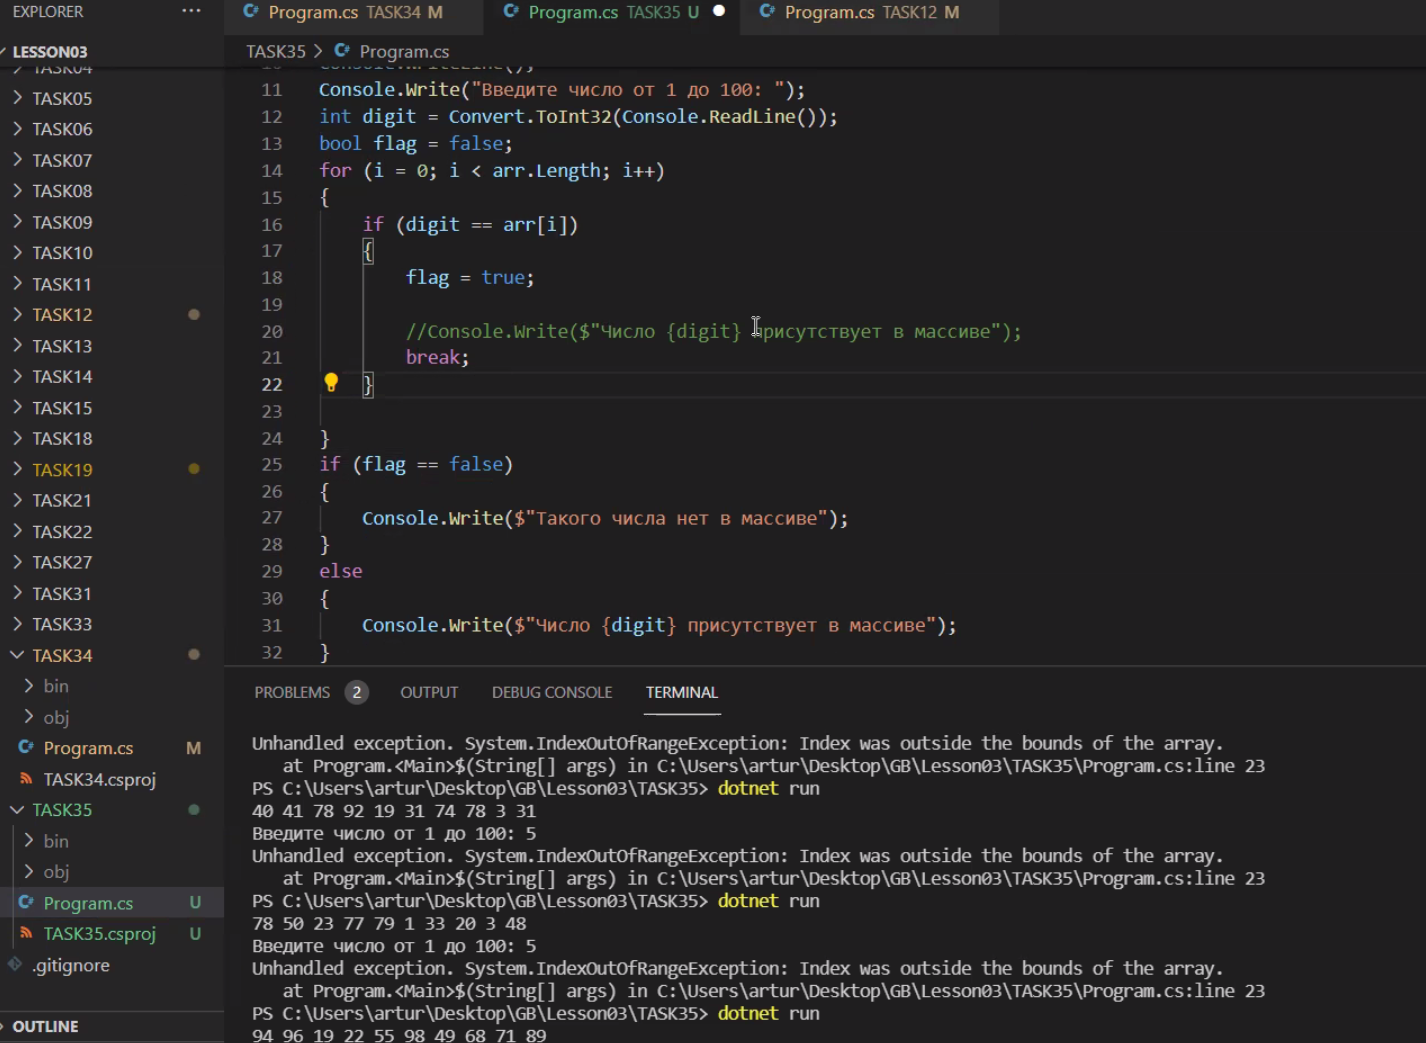 EXPLORER ...
Program.cs TASK34 M
Program.cs TASK35 U
Program.cs TASK12 M
LESSON03
TASK35 > Program.cs
TASK04
TASK05
TASK06
TASK07
TASK08
TASK09
TASK10
TASK11
TASK12
TASK13
TASK14
TASK15
TASK18
TASK19
TASK21
TASK22
TASK27
TASK31
TASK33
TASK34
bin
obj
Program.cs M
TASK34.csproj
TASK35
bin
obj
Program.cs U
TASK35.csproj U
.gitignore
OUTLINE
10 Console.WriteLine();
11 Console.Write("Введите число от 1 до 100: ");
12 int digit = Convert.ToInt32(Console.ReadLine());
13 bool flag = false;
14 for (i = 0; i < arr.Length; i++)
15 {
16 if (digit == arr[i])
17 {
18 flag = true;
19
20 //Console.Write($"Число {digit} присутствует в массиве");
21 break;
22 }
23
24 }
25 if (flag == false)
26 {
27 Console.Write($"Такого числа нет в массиве");
28 }
29 else
30 {
31 Console.Write($"Число {digit} присутствует в массиве");
32 }
PROBLEMS 2 OUTPUT DEBUG CONSOLE TERMINAL
Unhandled exception. System.IndexOutOfRangeException: Index was outside the bounds of the array.
at Program.<Main>$(String[] args) in C:\Users\artur\Desktop\GB\Lesson03\TASK35\Program.cs:line 23
PS C:\Users\artur\Desktop\GB\Lesson03\TASK35> dotnet run
40 41 78 92 19 31 74 78 3 31
Введите число от 1 до 100: 5
Unhandled exception. System.IndexOutOfRangeException: Index was outside the bounds of the array.
at Program.<Main>$(String[] args) in C:\Users\artur\Desktop\GB\Lesson03\TASK35\Program.cs:line 23
PS C:\Users\artur\Desktop\GB\Lesson03\TASK35> dotnet run
78 50 23 77 79 1 33 20 3 48
Введите число от 1 до 100: 5
Unhandled exception. System.IndexOutOfRangeException: Index was outside the bounds of the array.
at Program.<Main>$(String[] args) in C:\Users\artur\Desktop\GB\Lesson03\TASK35\Program.cs:line 23
PS C:\Users\artur\Desktop\GB\Lesson03\TASK35> dotnet run
94 96 19 22 55 98 49 68 71 89